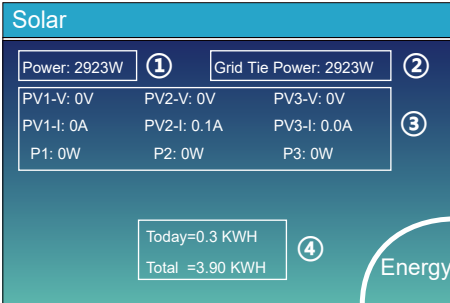 Solar
Power: 2923W ① Grid Tie Power: 2923W ②
PV1-V: 0V PV2-V: 0V PV3-V: 0V
PV1-I: 0A PV2-I: 0.1A PV3-I: 0.0A ③
P1: 0W P2: 0W P3: 0W
Today=0.3 KWH
④
Total =3.90 KWH
Energy